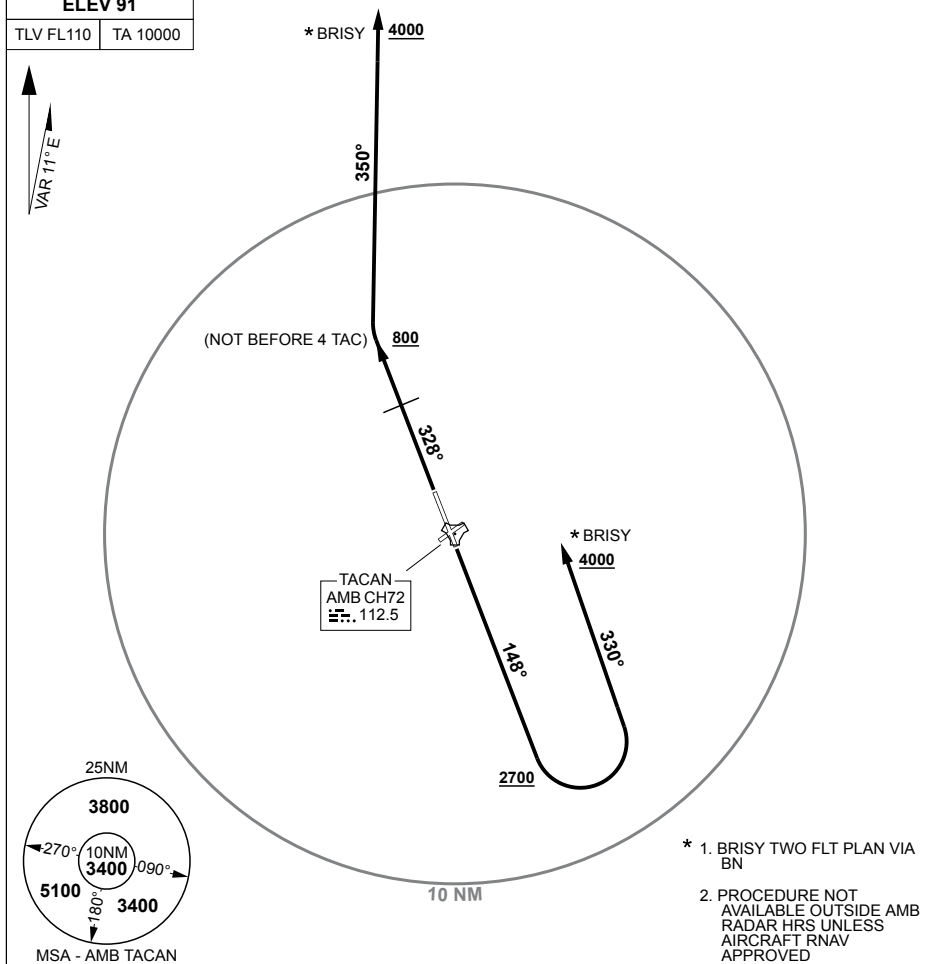 ELEV 91
TLV FL110 TA 10000
VAR 11° E
* BRISY 4000
350°
(NOT BEFORE 4 TAC) 800
328°
TACAN
AMB CH72
112.5
* BRISY
4000
330°
148°
2700
10 NM
25NM
3800
270°
10NM
3400
090°
5100
180°
3400
MSA - AMB TACAN
* 1. BRISY TWO FLT PLAN VIA
BN
2. PROCEDURE NOT
AVAILABLE OUTSIDE AMB
RADAR HRS UNLESS
AIRCRAFT RNAV
APPROVED